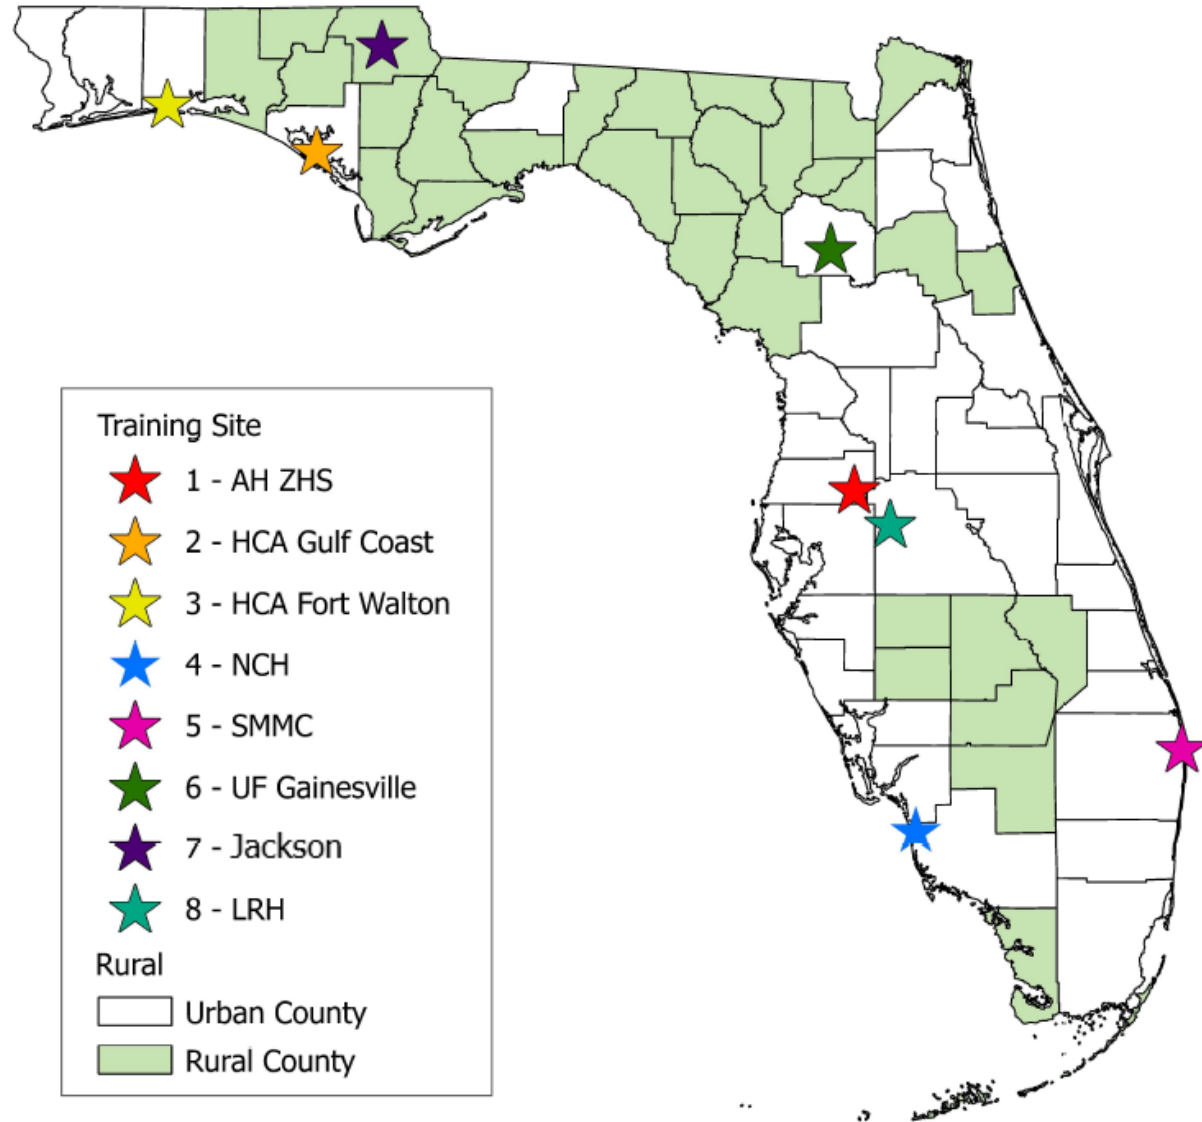 Training Site
1 - AH ZHS
2 - HCA Gulf Coast
3 - HCA Fort Walton
4 - NCH
5 - SMMC
6 - UF Gainesville
7 - Jackson
8 - LRH
Rural
Urban County
Rural County